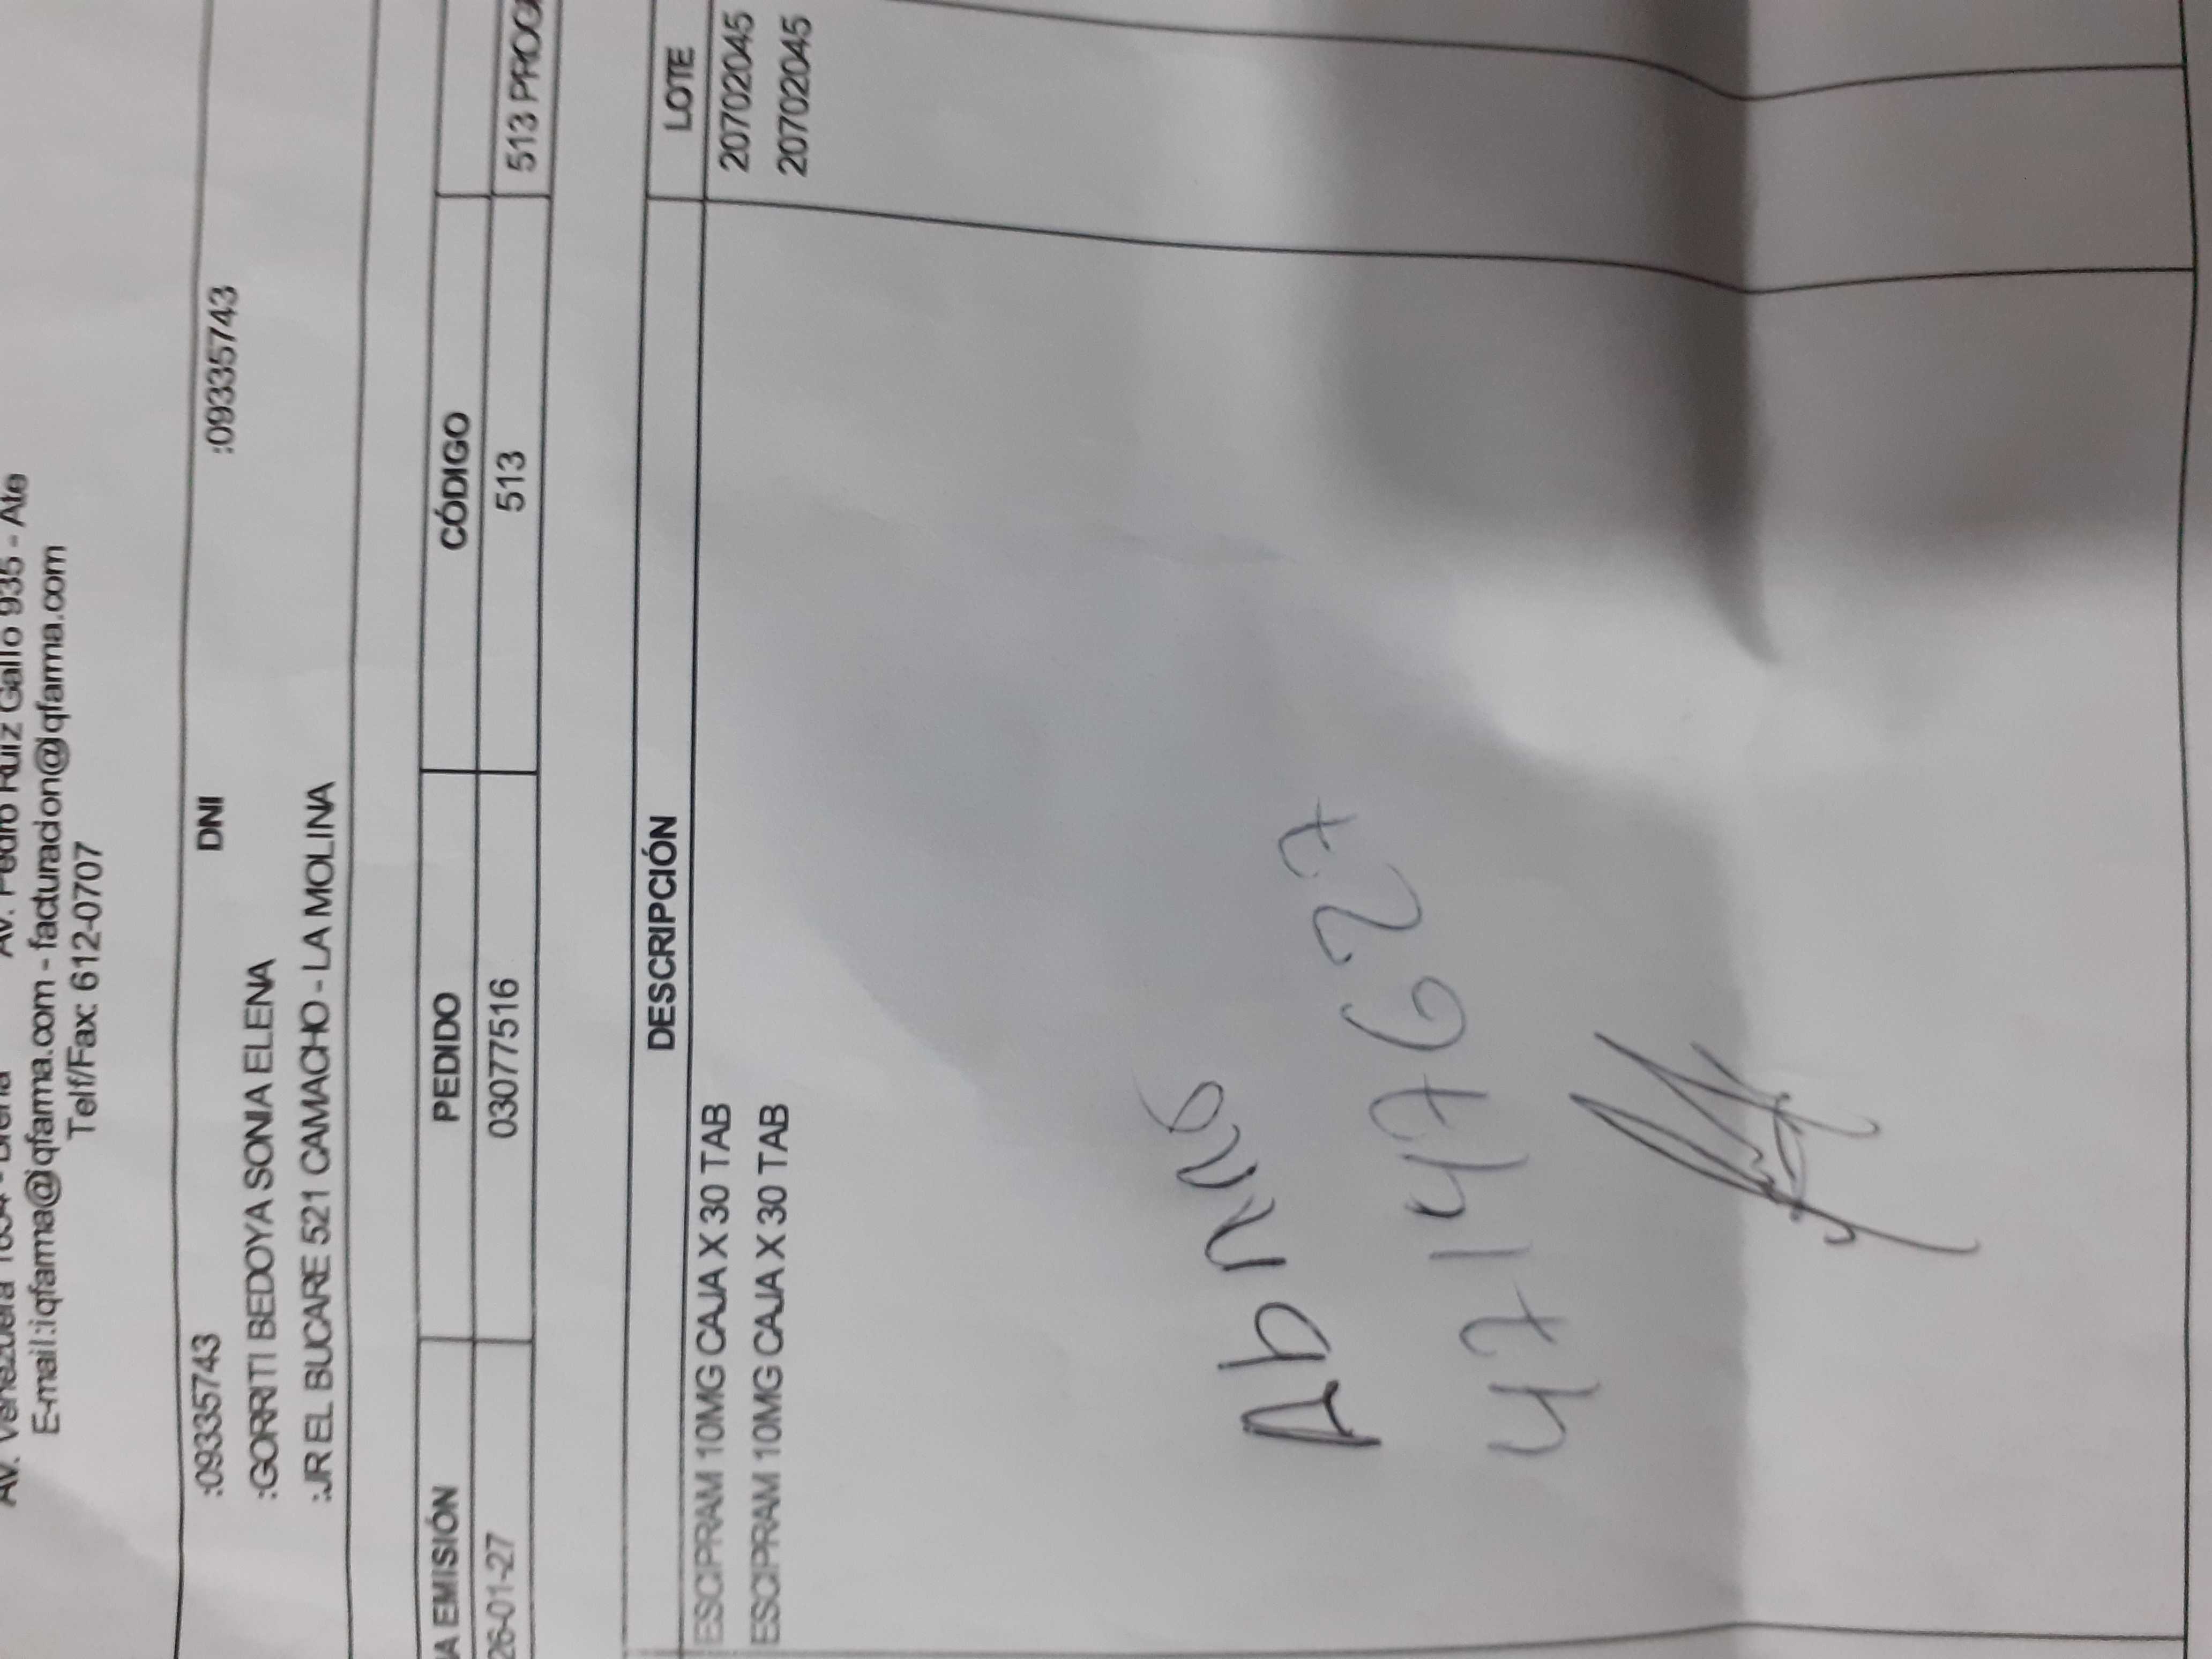 Av. Venezuela 1634 - Breña Av. Pedro Ruiz Gallo 935 - Ate
E-mail:iqfarma@iqfarma.com - facturacion@iqfarma.com
Telf/Fax: 612-0707
:09335743 DNI :09335743
:GORRITI BEDOYA SONIA ELENA
:JR EL BUCARE 521 CAMACHO - LA MOLINA
A EMISIÓN PEDIDO CÓDIGO
26-01-27 03077516 513 513 PROG
DESCRIPCIÓN LOTE
ESCIPRAM 10MG CAJA X 30 TAB 20702045
ESCIPRAM 10MG CAJA X 30 TAB 20702045
47147627